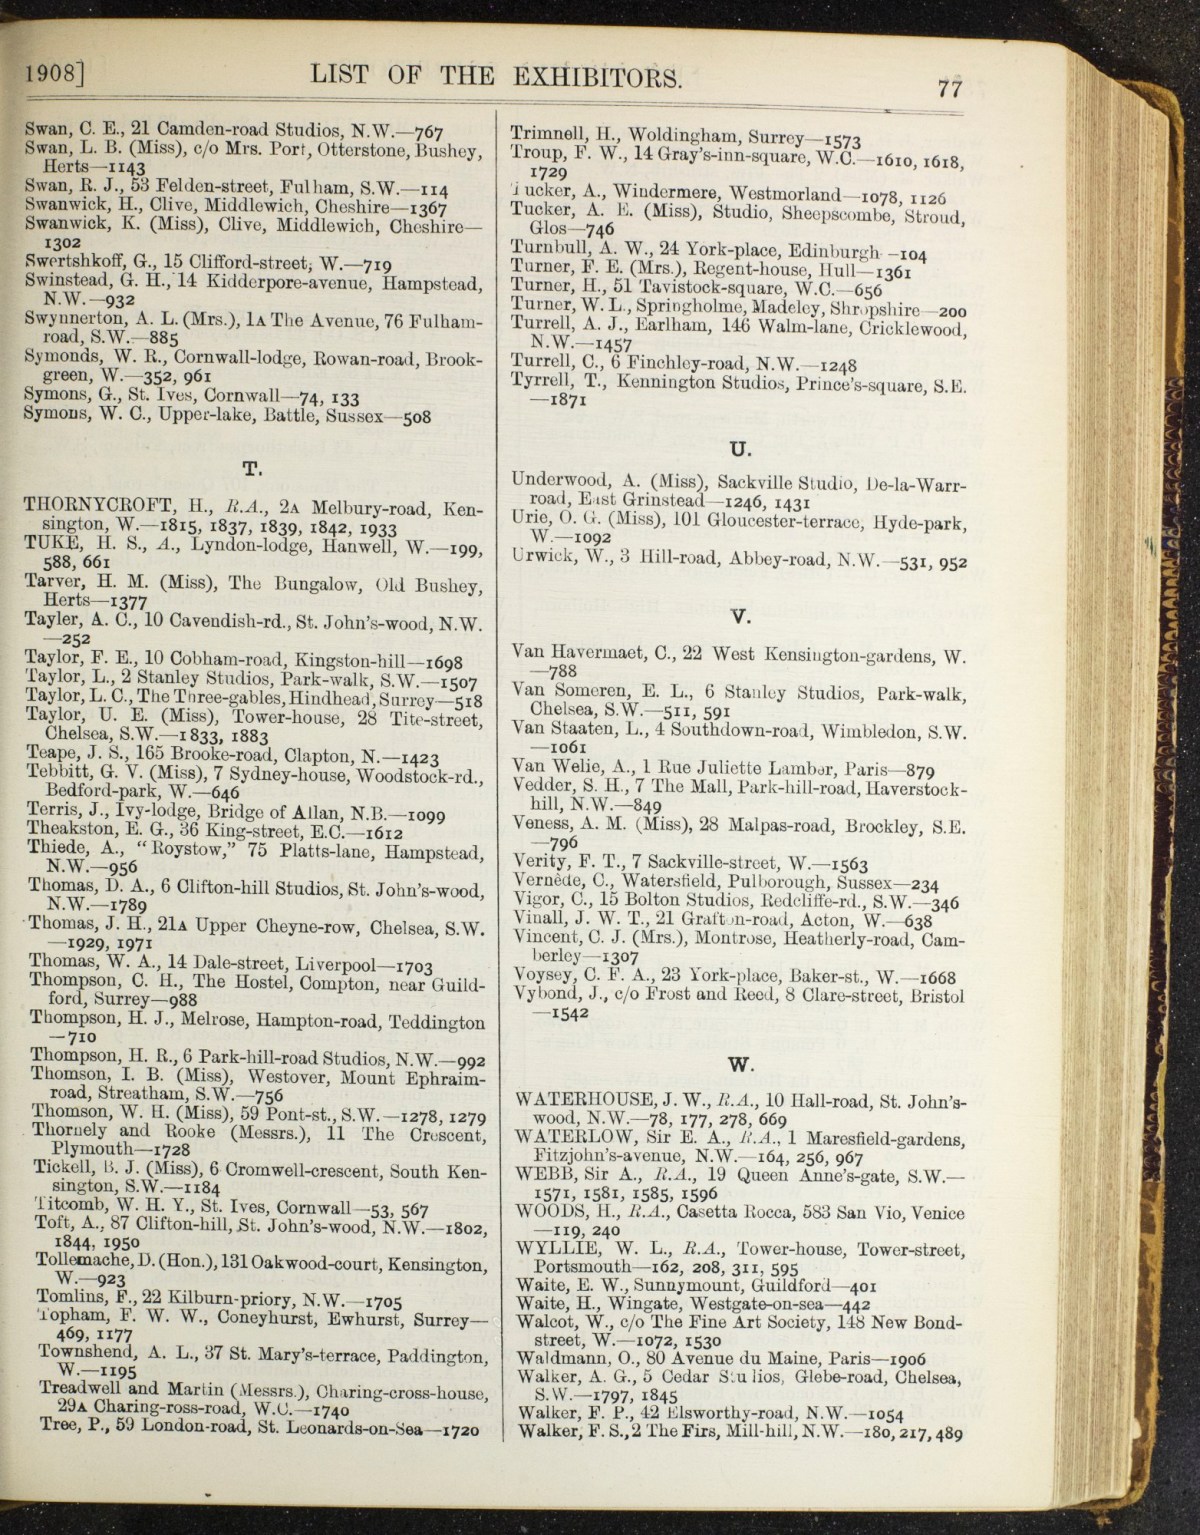 1908]
LIST OF THE EXHIBITORS.
77
Swan, C. E., 21 Camden-road Studios, N.W.—767
Swan, L. B. (Miss), c/o Mrs. Port, Otterstone, Bushey,
Herts—1143
Swan, R. J., 53 Felden-street, Fulham, S.W.—114
Swanwick, H., Clive, Middlewich, Cheshire—1367
Swanwick, K. (Miss), Clive, Middlewich, Cheshire—
1302
Swertshkoff, G., 15 Clifford-street, W.—719
Swinstead, G. H., 14 Kidderpore-avenue, Hampstead,
N.W.—932
Swynnerton, A. L. (Mrs.), 1A The Avenue, 76 Fulham-
road, S.W.—885
Symonds, W. R., Cornwall-lodge, Rowan-road, Brook-
green, W.—352, 961
Symons, G., St. Ives, Cornwall—74, 133
Symons, W. C., Upper-lake, Battle, Sussex—508
T.
THORNYCROFT, H., R.A., 2A Melbury-road, Ken-
sington, W.—1815, 1837, 1839, 1842, 1933
TUKE, H. S., A., Lyndon-lodge, Hanwell, W.—199,
588, 661
Tarver, H. M. (Miss), The Bungalow, Old Bushey,
Herts—1377
Tayler, A. C., 10 Cavendish-rd., St. John's-wood, N.W.
—252
Taylor, F. E., 10 Cobham-road, Kingston-hill—1698
Taylor, L., 2 Stanley Studios, Park-walk, S.W.—1507
Taylor, L. C., The Three-gables, Hindhead, Surrey—518
Taylor, U. E. (Miss), Tower-house, 28 Tite-street,
Chelsea, S.W.—1833, 1883
Teape, J. S., 165 Brooke-road, Clapton, N.—1423
Tebbitt, G. V. (Miss), 7 Sydney-house, Woodstock-rd.,
Bedford-park, W.—646
Terris, J., Ivy-lodge, Bridge of Allan, N.B.—1099
Theakston, E. G., 36 King-street, E.C.—1612
Thiede, A., "Roystow," 75 Platts-lane, Hampstead,
N.W.—956
Thomas, D. A., 6 Clifton-hill Studios, St. John's-wood,
N.W.—1789
Thomas, J. H., 21A Upper Cheyne-row, Chelsea, S.W.
—1929, 1971
Thomas, W. A., 14 Dale-street, Liverpool—1703
Thompson, C. H., The Hostel, Compton, near Guild-
ford, Surrey—988
Thompson, H. J., Melrose, Hampton-road, Teddington
—710
Thompson, H. R., 6 Park-hill-road Studios, N.W.—992
Thomson, I. B. (Miss), Westover, Mount Ephraim-
road, Streatham, S.W.—756
Thomson, W. H. (Miss), 59 Pont-st., S.W.—1278, 1279
Thornely and Rooke (Messrs.), 11 The Crescent,
Plymouth—1728
Tickell, B. J. (Miss), 6 Cromwell-crescent, South Ken-
sington, S.W.—1184
Titcomb, W. H. Y., St. Ives, Cornwall—53, 567
Toft, A., 87 Clifton-hill, St. John's-wood, N.W.—1802,
1844, 1950
Tollemache, D. (Hon.), 131 Oakwood-court, Kensington,
W.—923
Tomlins, F., 22 Kilburn-priory, N.W.—1705
Topham, F. W. W., Coneyhurst, Ewhurst, Surrey—
469, 1177
Townshend, A. L., 37 St. Mary's-terrace, Paddington,
W.—1195
Treadwell and Martin (Messrs.), Charing-cross-house,
29A Charing-ross-road, W.C.—1740
Tree, P., 59 London-road, St. Leonards-on-Sea—1720
Trimnell, H., Woldingham, Surrey—1573
Troup, F. W., 14 Gray's-inn-square, W.C.—1610, 1618,
1729
Tucker, A., Windermere, Westmorland—1078, 1126
Tucker, A. E. (Miss), Studio, Sheepscombe, Stroud,
Glos—746
Turnbull, A. W., 24 York-place, Edinburgh—104
Turner, F. E. (Mrs.), Regent-house, Hull—1361
Turner, H., 51 Tavistock-square, W.C.—656
Turner, W. L., Springholme, Madeley, Shropshire—200
Turrell, A. J., Earlham, 146 Walm-lane, Cricklewood,
N.W.—1457
Turrell, C., 6 Finchley-road, N.W.—1248
Tyrrell, T., Kennington Studios, Prince's-square, S.E.
—1871
U.
Underwood, A. (Miss), Sackville Studio, De-la-Warr-
road, East Grinstead—1246, 1431
Urie, O. G. (Miss), 101 Gloucester-terrace, Hyde-park,
W.—1092
Urwick, W., 3 Hill-road, Abbey-road, N.W.—531, 952
V.
Van Havermaet, C., 22 West Kensington-gardens, W.
—788
Van Someren, E. L., 6 Stanley Studios, Park-walk,
Chelsea, S.W.—511, 591
Van Staaten, L., 4 Southdown-road, Wimbledon, S.W.
—1061
Van Welie, A., 1 Rue Juliette Lamber, Paris—879
Vedder, S. H., 7 The Mall, Park-hill-road, Haverstock-
hill, N.W.—849
Veness, A. M. (Miss), 28 Malpas-road, Brockley, S.E.
—796
Verity, F. T., 7 Sackville-street, W.—1563
Vernède, C., Watersfield, Pulborough, Sussex—234
Vigor, C., 15 Bolton Studios, Redcliffe-rd., S.W.—346
Vinall, J. W. T., 21 Grafton-road, Acton, W.—638
Vincent, C. J. (Mrs.), Montrose, Heatherly-road, Cam-
berley—1307
Voysey, C. F. A., 23 York-place, Baker-st., W.—1668
Vybond, J., c/o Frost and Reed, 8 Clare-street, Bristol
—1542
W.
WATERHOUSE, J. W., R.A., 10 Hall-road, St. John's-
wood, N.W.—78, 177, 278, 669
WATERLOW, Sir E. A., R.A., 1 Maresfield-gardens,
Fitzjohn's-avenue, N.W.—164, 256, 967
WEBB, Sir A., R.A., 19 Queen Anne's-gate, S.W.—
1571, 1581, 1585, 1596
WOODS, H., R.A., Casetta Rocca, 583 San Vio, Venice
—119, 240
WYLLIE, W. L., R.A., Tower-house, Tower-street,
Portsmouth—162, 208, 311, 595
Waite, E. W., Sunnymount, Guildford—401
Waite, H., Wingate, Westgate-on-sea—442
Walcot, W., c/o The Fine Art Society, 148 New Bond-
street, W.—1072, 1530
Waldmann, O., 80 Avenue du Maine, Paris—1906
Walker, A. G., 5 Cedar Studios, Glebe-road, Chelsea,
S.W.—1797, 1845
Walker, F. P., 42 Elsworthy-road, N.W.—1054
Walker, F. S., 2 The Firs, Mill-hill, N.W.—180, 217, 489